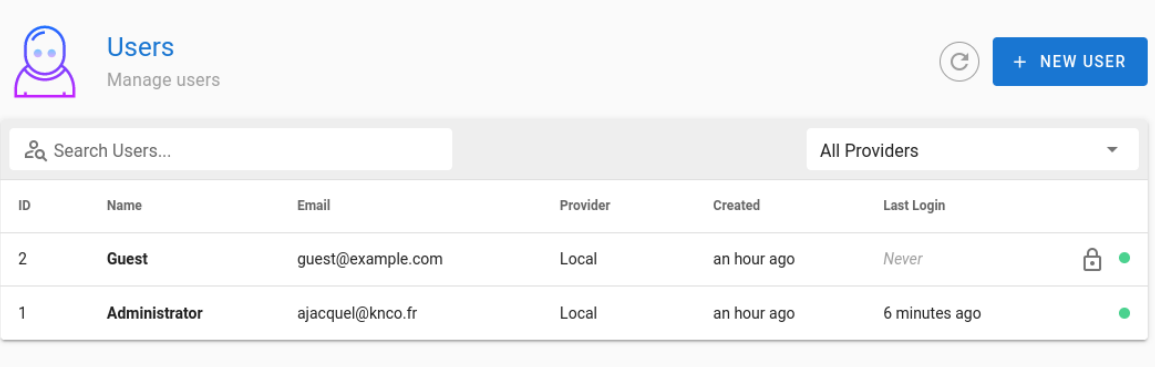 Users
Manage users
+ NEW USER
Search Users...
All Providers
ID Name Email Provider Created Last Login
2 Guest guest@example.com Local an hour ago Never
1 Administrator ajacquel@knco.fr Local an hour ago 6 minutes ago